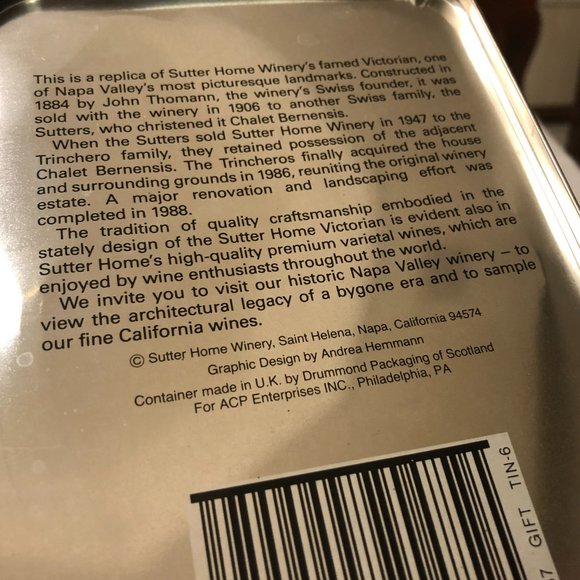 This is a replica of Sutter Home Winery's famed Victorian, one
of Napa Valley's most picturesque landmarks. Constructed in
1884 by John Thomann, the winery's Swiss founder, it was
sold with the winery in 1906 to another Swiss family, the
Sutters, who christened it Chalet Bernensis.
When the Sutters sold Sutter Home Winery in 1947 to the
Trinchero family, they retained possession of the adjacent
Chalet Bernensis. The Trincheros finally acquired the house
and surrounding grounds in 1986, reuniting the original winery
estate. A major renovation and landscaping effort was
completed in 1988.
The tradition of quality craftsmanship embodied in the
stately design of the Sutter Home Victorian is evident also in
Sutter Home's high-quality premium varietal wines, which are
enjoyed by wine enthusiasts throughout the world.
We invite you to visit our historic Napa Valley winery – to
view the architectural legacy of a bygone era and to sample
our fine California wines.
© Sutter Home Winery, Saint Helena, Napa, California 94574
Graphic Design by Andrea Hemmann
Container made in U.K. by Drummond Packaging of Scotland
For ACP Enterprises INC., Philadelphia, PA
7 GIFT TIN-6